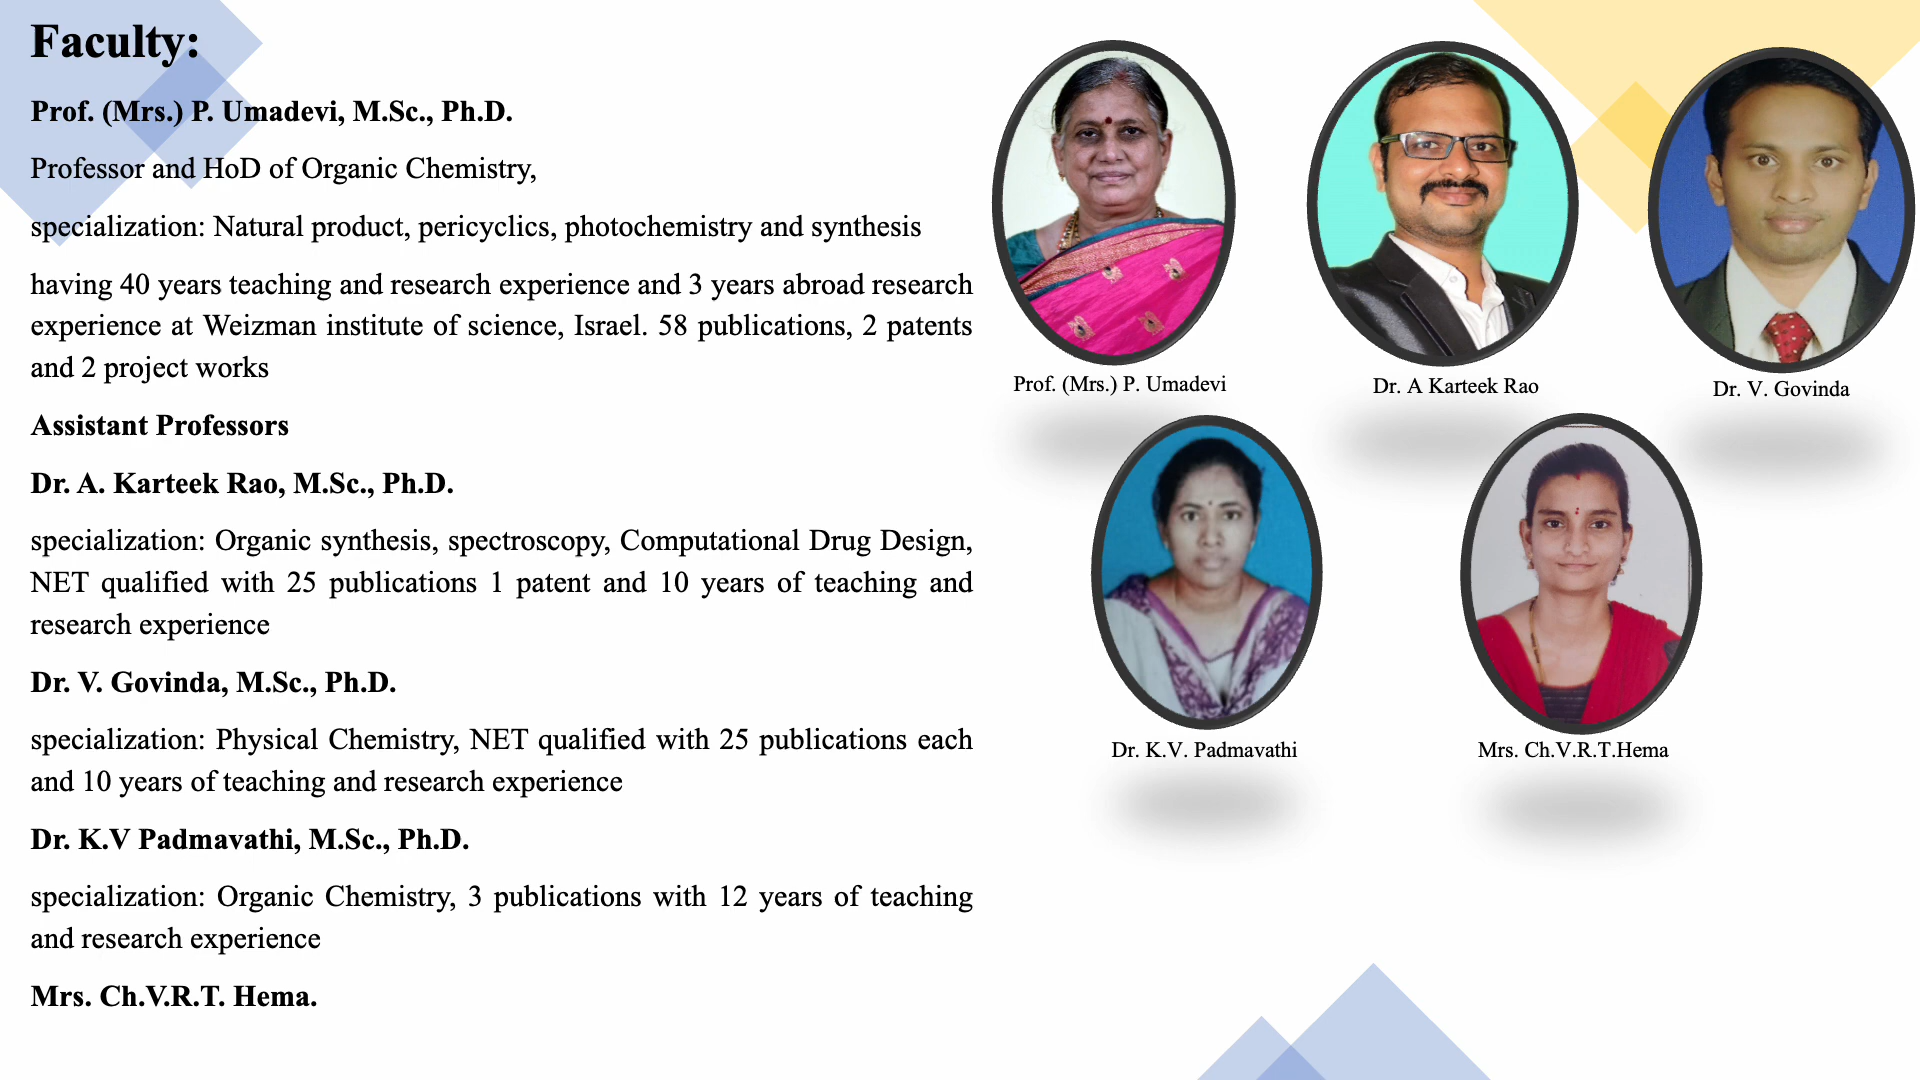 Faculty:
Prof. (Mrs.) P. Umadevi, M.Sc., Ph.D.
Professor and HoD of Organic Chemistry,
specialization: Natural product, pericyclics, photochemistry and synthesis
having 40 years teaching and research experience and 3 years abroad research
experience at Weizman institute of science, Israel. 58 publications, 2 patents
and 2 project works
Assistant Professors
Dr. A. Karteek Rao, M.Sc., Ph.D.
specialization: Organic synthesis, spectroscopy, Computational Drug Design,
NET qualified with 25 publications 1 patent and 10 years of teaching and
research experience
Dr. V. Govinda, M.Sc., Ph.D.
specialization: Physical Chemistry, NET qualified with 25 publications each
and 10 years of teaching and research experience
Dr. K.V Padmavathi, M.Sc., Ph.D.
specialization: Organic Chemistry, 3 publications with 12 years of teaching
and research experience
Mrs. Ch.V.R.T. Hema.
Prof. (Mrs.) P. Umadevi
Dr. A Karteek Rao
Dr. V. Govinda
Dr. K.V. Padmavathi
Mrs. Ch.V.R.T.Hema